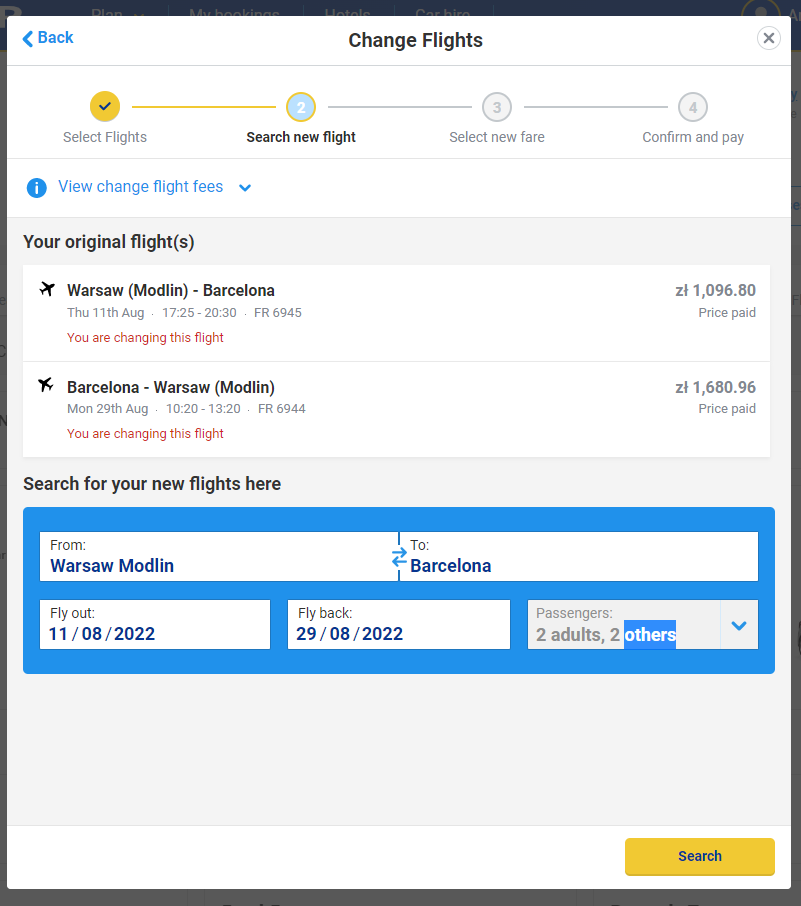 Plan My bookings Hotels Car hire
Back
Change Flights
2 3 4
Select Flights Search new flight Select new fare Confirm and pay
View change flight fees
Your original flight(s)
Warsaw (Modlin) - Barcelona zł 1,096.80
Thu 11th Aug · 17:25 - 20:30 · FR 6945 Price paid
You are changing this flight
Barcelona - Warsaw (Modlin) zł 1,680.96
Mon 29th Aug · 10:20 - 13:20 · FR 6944 Price paid
You are changing this flight
Search for your new flights here
From: To:
Warsaw Modlin Barcelona
Fly out: Fly back: Passengers:
11/08/2022 29/08/2022 2 adults, 2 others
Search